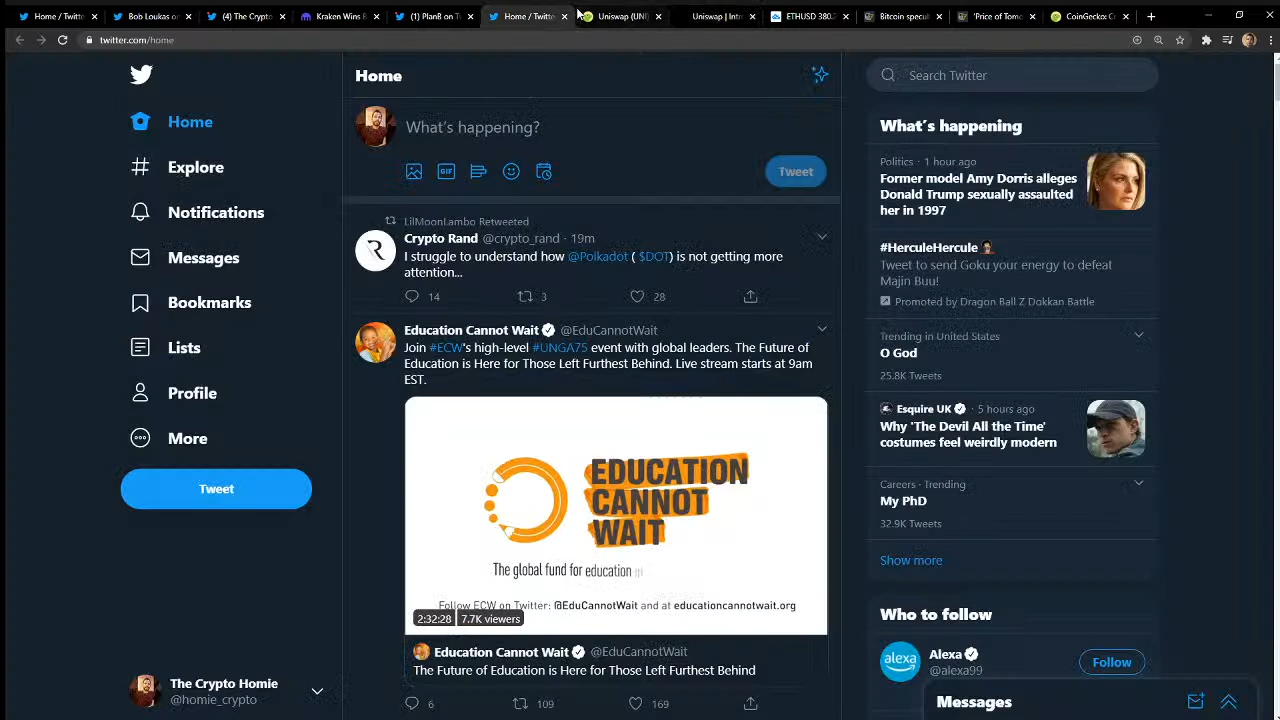 Home / Twitte
Bob Loukas on
(4) The Crypto
Kraken Wins B
(1) PlanB on Tw
Home / Twitte
Uniswap (UNI)
Uniswap | Intr
ETHUSD 380.2
Bitcoin specul
'Price of Tomo
CoinGecko: Cr
twitter.com/home
Home
Explore
Notifications
Messages
Bookmarks
Lists
Profile
More
Tweet
The Crypto Homie
@homie_crypto
Home
What's happening?
GIF
Tweet
LilMoonLambo Retweeted
Crypto Rand @crypto_rand · 19m
I struggle to understand how @Polkadot ( $DOT) is not getting more
attention...
14 3 28
Education Cannot Wait @EduCannotWait
Join #ECW's high-level #UNGA75 event with global leaders. The Future of
Education is Here for Those Left Furthest Behind. Live stream starts at 9am
EST.
EDUCATION
CANNOT
WAIT
The global fund for education
Follow ECW on Twitter: @EduCannotWait and at educationcannotwait.org
2:32:28 7.7K viewers
Education Cannot Wait @EduCannotWait
The Future of Education is Here for Those Left Furthest Behind
6 109 169
Search Twitter
What's happening
Politics · 1 hour ago
Former model Amy Dorris alleges
Donald Trump sexually assaulted
her in 1997
#HerculeHercule
Tweet to send Goku your energy to defeat
Majin Buu!
Promoted by Dragon Ball Z Dokkan Battle
Trending in United States
O God
25.8K Tweets
Esquire UK · 5 hours ago
Why 'The Devil All the Time'
costumes feel weirdly modern
Careers · Trending
My PhD
32.9K Tweets
Show more
Who to follow
alexa
Alexa
@alexa99
Follow
Messages